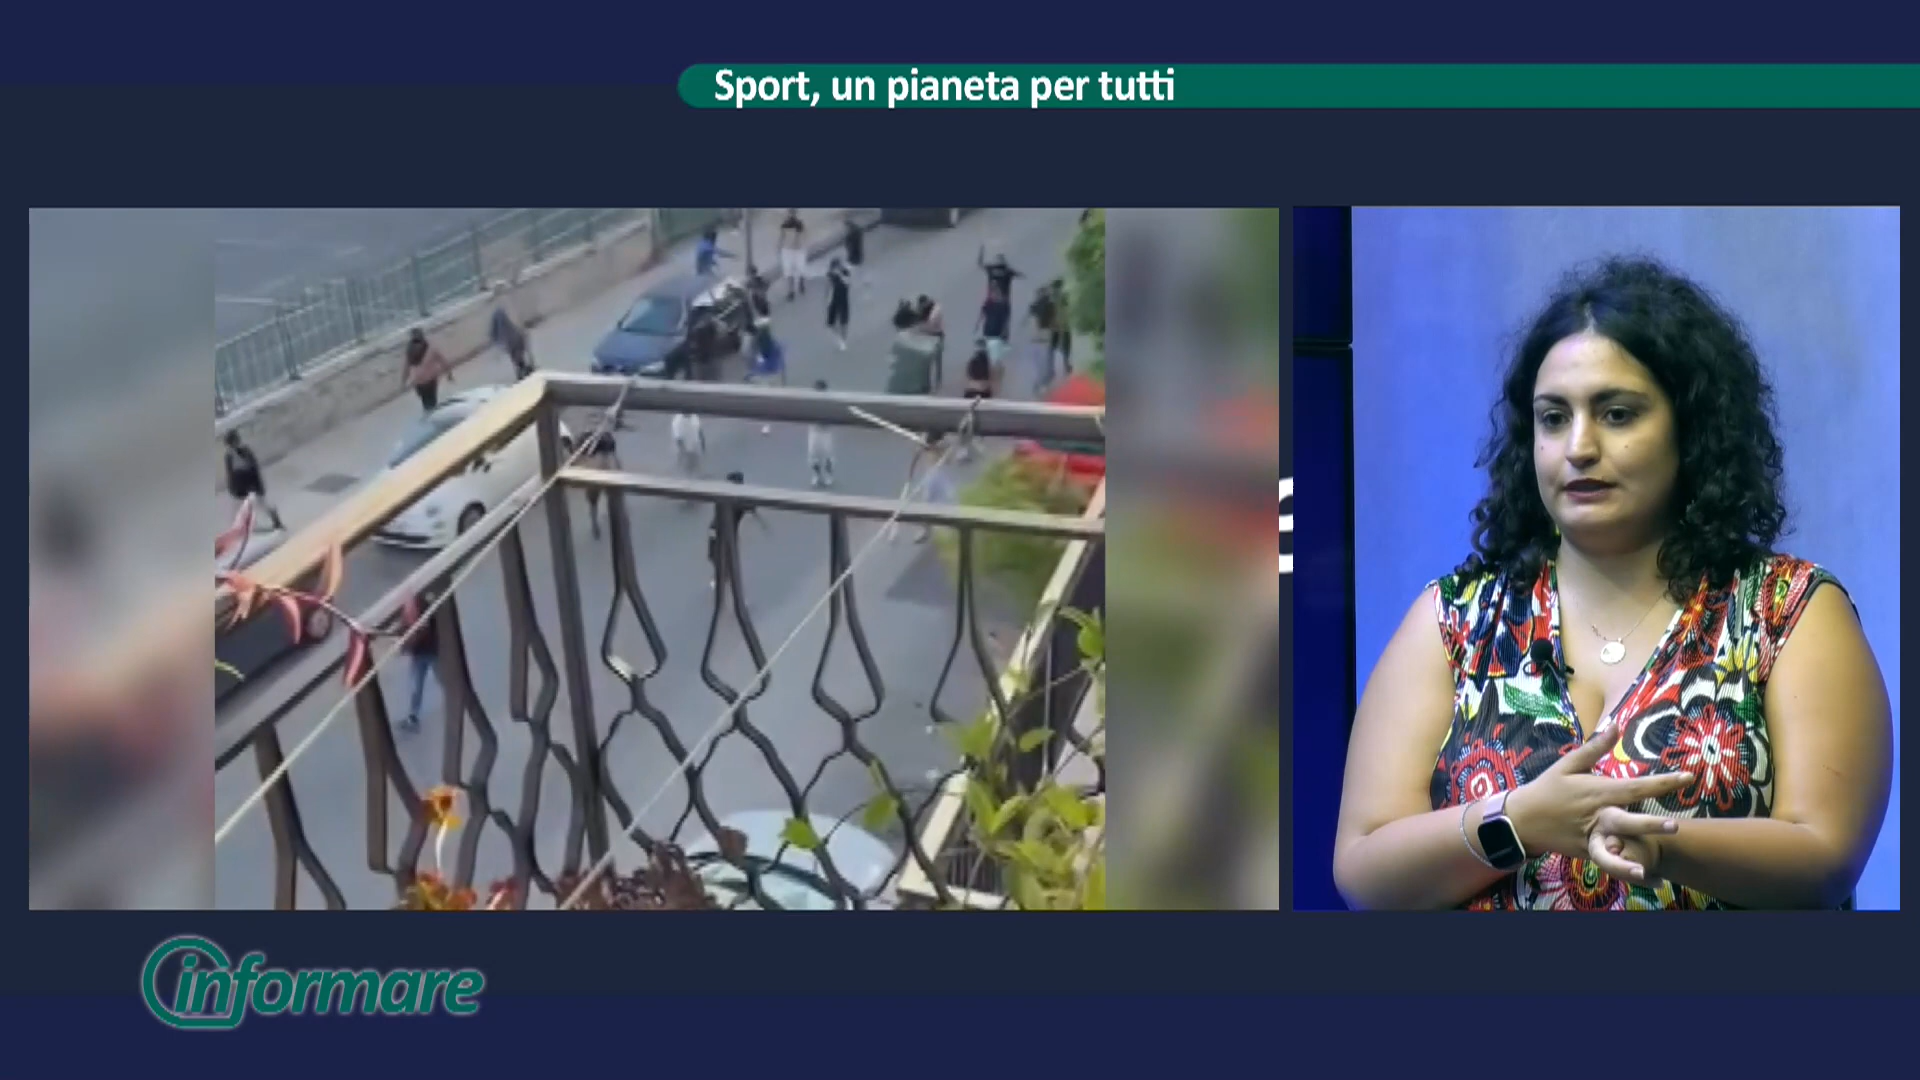 Sport, un pianeta per tutti
informare